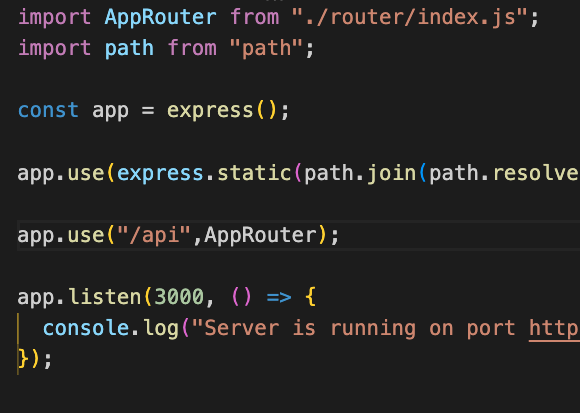 import AppRouter from "./router/index.js";
import path from "path";
const app = express();
app.use(express.static(path.join(path.resolve
app.use("/api",AppRouter);
app.listen(3000, () => {
console.log("Server is running on port http
});